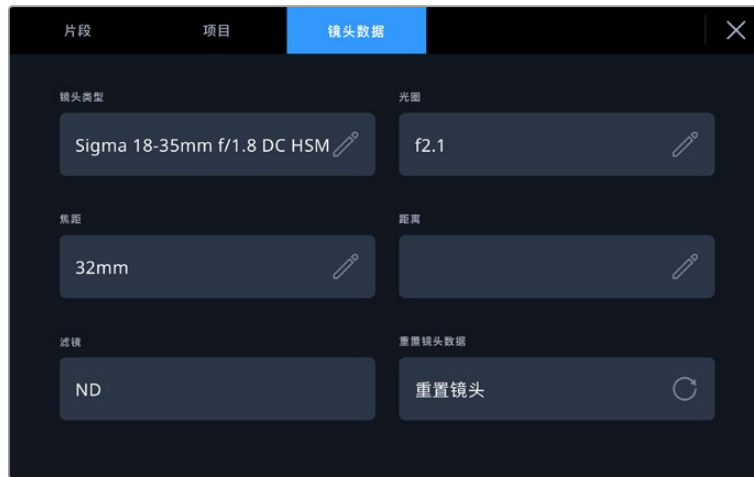 片段 项目 镜头数据
镜头类型 光圈
Sigma 18-35mm f/1.8 DC HSM f2.1
焦距 距离
32mm
滤镜 重置镜头数据
ND 重置镜头